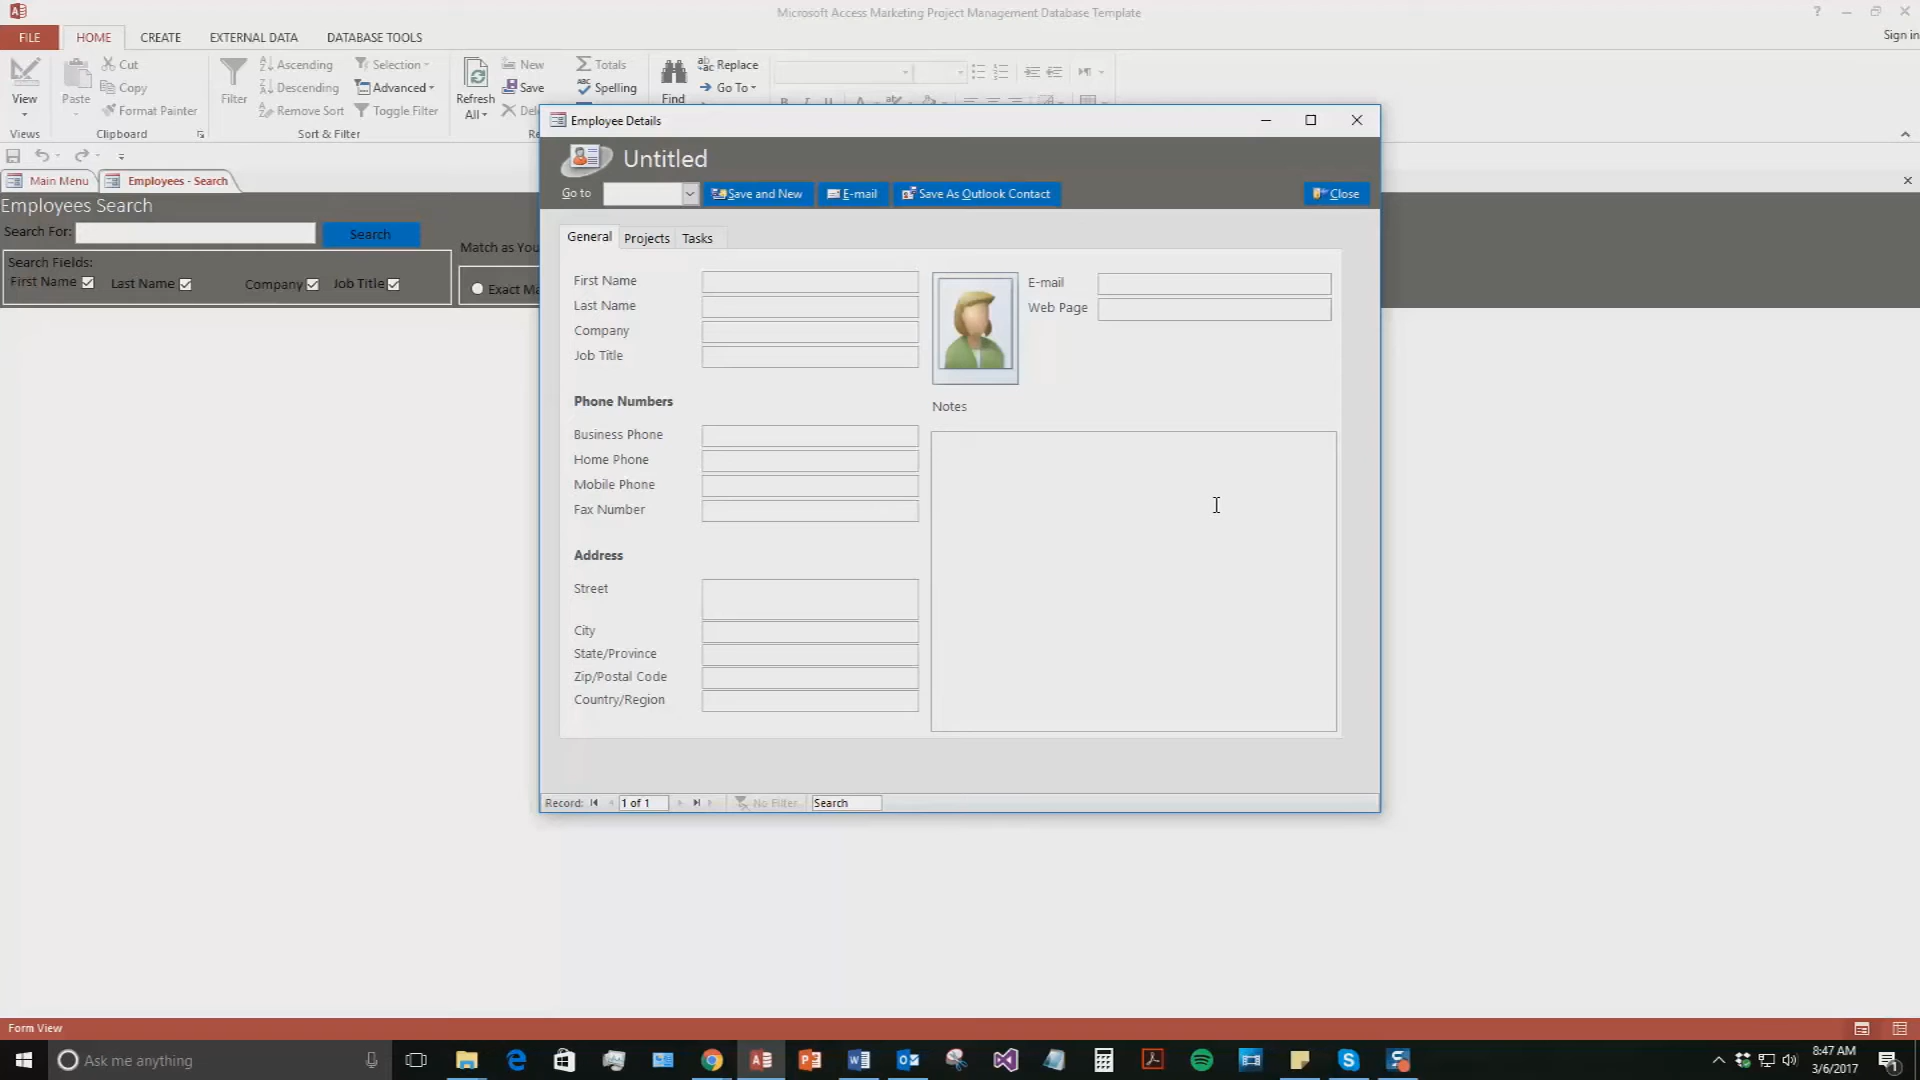 Microsoft Access Marketing Project Management Database Template
Sign in
FILE HOME CREATE EXTERNAL DATA DATABASE TOOLS
View
Views
Paste
Cut
Copy
Format Painter
Clipboard
Filter
Ascending
Descending
Remove Sort
Selection
Advanced
Toggle Filter
Sort & Filter
Refresh
All
New
Save
Totals
Spelling
Find
Replace
Go To
Main Menu
Employees - Search
Employees Search
Search For:
Search
Search Fields:
First Name Last Name Company Job Title
Match as You
Exact Ma
Employee Details
Untitled
Go to
Save and New
E-mail
Save As Outlook Contact
Close
General Projects Tasks
First Name
Last Name
Company
Job Title
Phone Numbers
Business Phone
Home Phone
Mobile Phone
Fax Number
Address
Street
City
State/Province
Zip/Postal Code
Country/Region
E-mail
Web Page
Notes
Record: 1 of 1 No Filter Search
Form View
Ask me anything
8:47 AM
3/6/2017